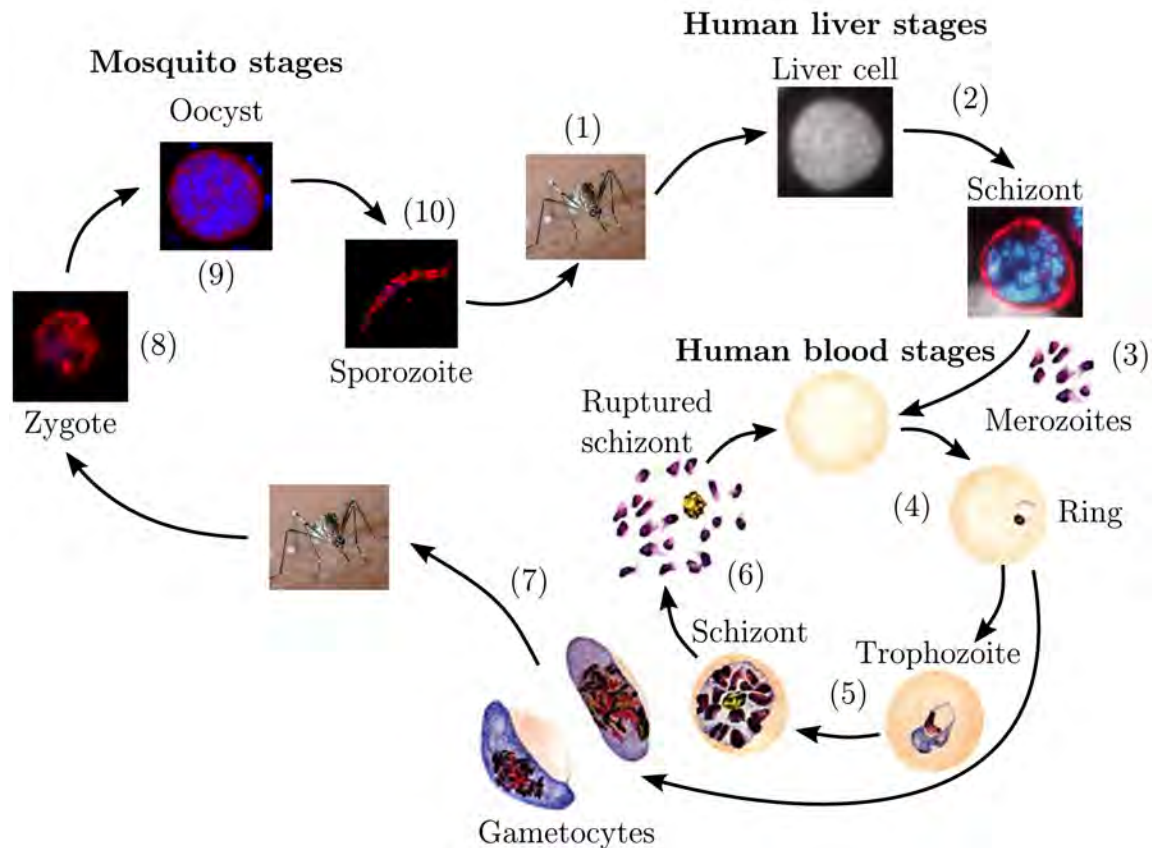 Human liver stages
Mosquito stages
Liver cell
Oocyst
(1)
(2)
Schizont
(10)
(9)
(8)
Sporozoite
Zygote
Human blood stages
(3)
Merozoites
Ruptured
schizont
(4)
Ring
(6)
(7)
Schizont
Trophozoite
(5)
Gametocytes